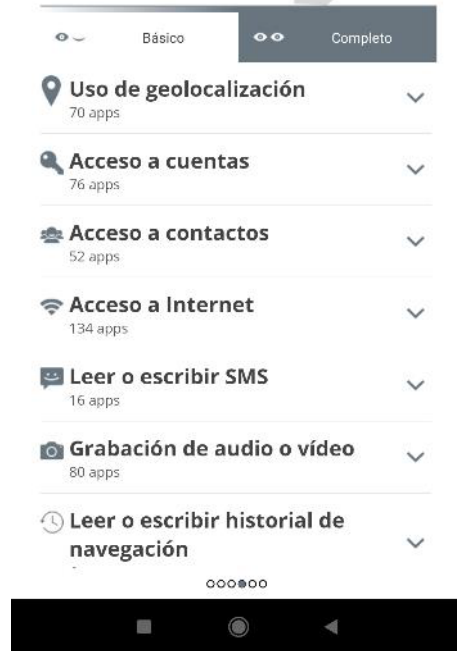 Básico
Completo
Uso de geolocalización
70 apps
Acceso a cuentas
76 apps
Acceso a contactos
52 apps
Acceso a Internet
134 apps
Leer o escribir SMS
16 apps
Grabación de audio o vídeo
80 apps
Leer o escribir historial de
navegación